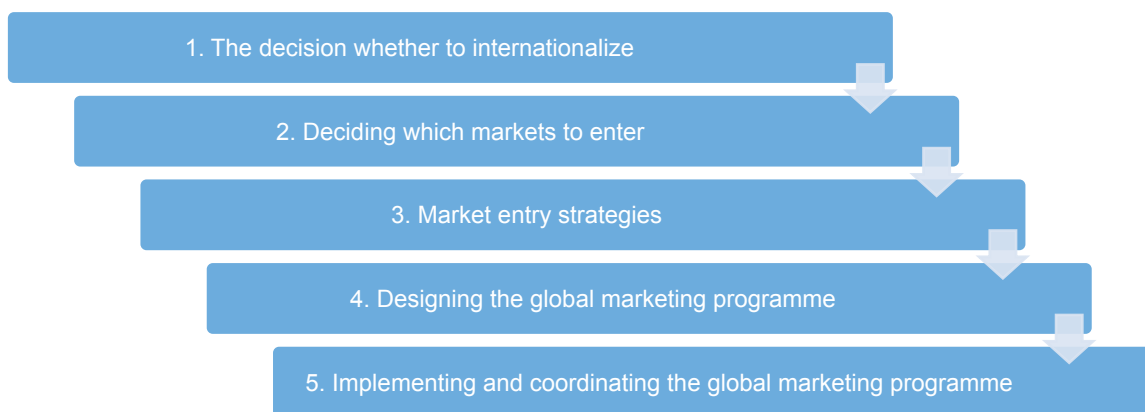 1. The decision whether to internationalize
2. Deciding which markets to enter
3. Market entry strategies
4. Designing the global marketing programme
5. Implementing and coordinating the global marketing programme